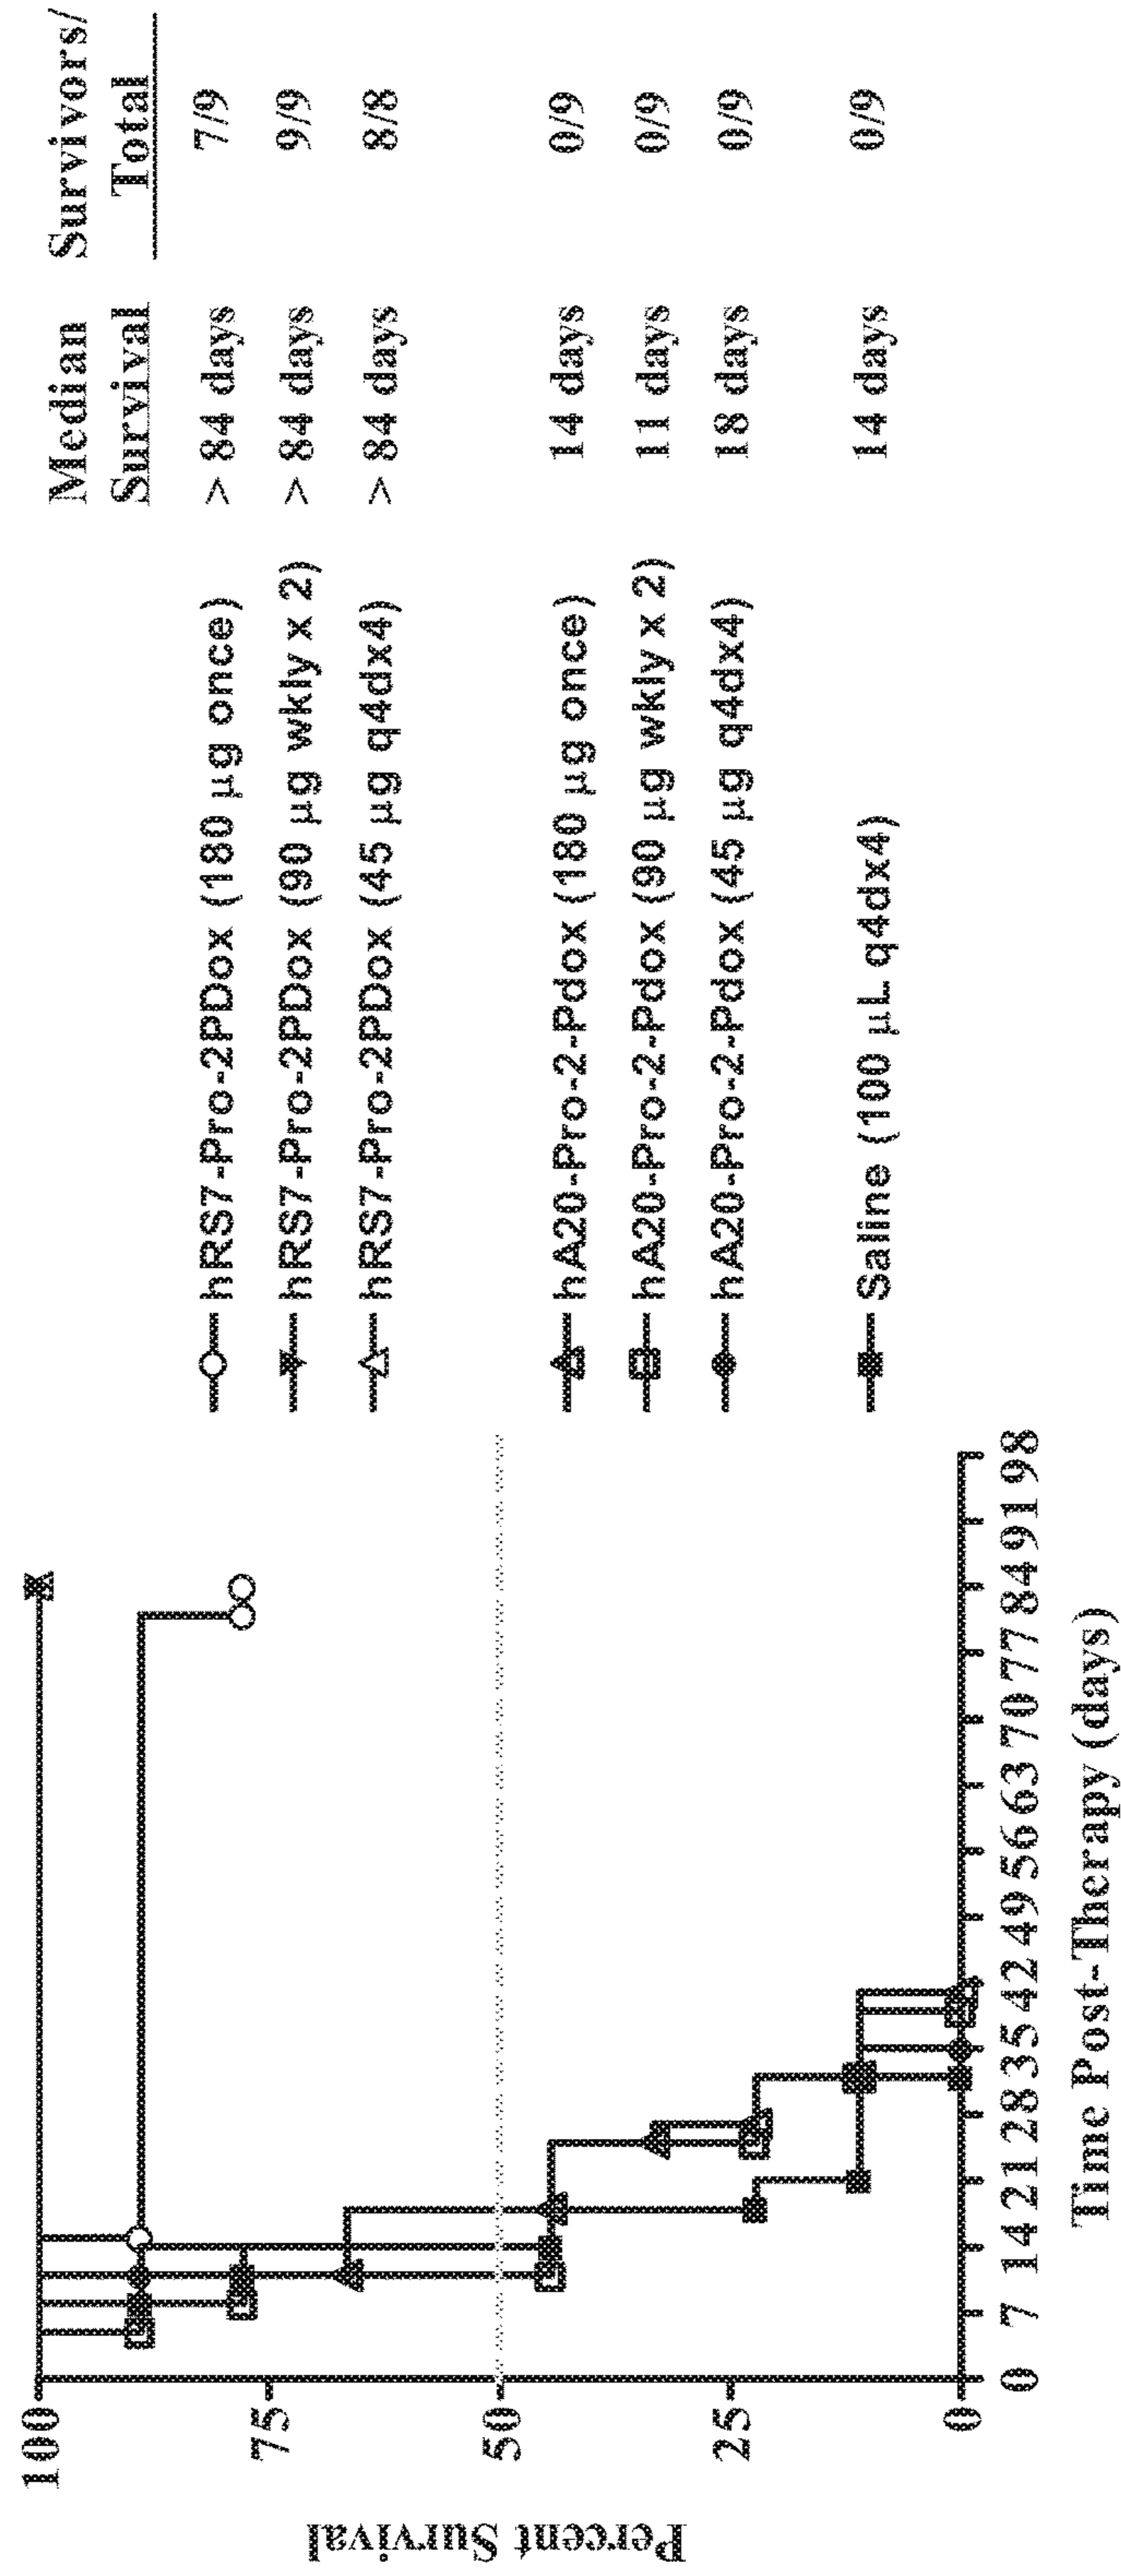 Median Survivors/
Survival Total
hRS7-Pro-2PDox (180 µg once) > 84 days 7/9
hRS7-Pro-2PDox (90 µg wkly x 2) > 84 days 9/9
hRS7-Pro-2PDox (45 µg q4dx4) > 84 days 8/8
hA20-Pro-2-Pdox (180 µg once) 14 days 0/9
hA20-Pro-2-Pdox (90 µg wkly x 2) 11 days 0/9
hA20-Pro-2-Pdox (45 µg q4dx4) 18 days 0/9
Saline (100 µL q4dx4) 14 days 0/9
Percent Survival
100
75
50
25
0
0 7 14 21 28 35 42 49 56 63 70 77 84 91 98
Time Post-Therapy (days)